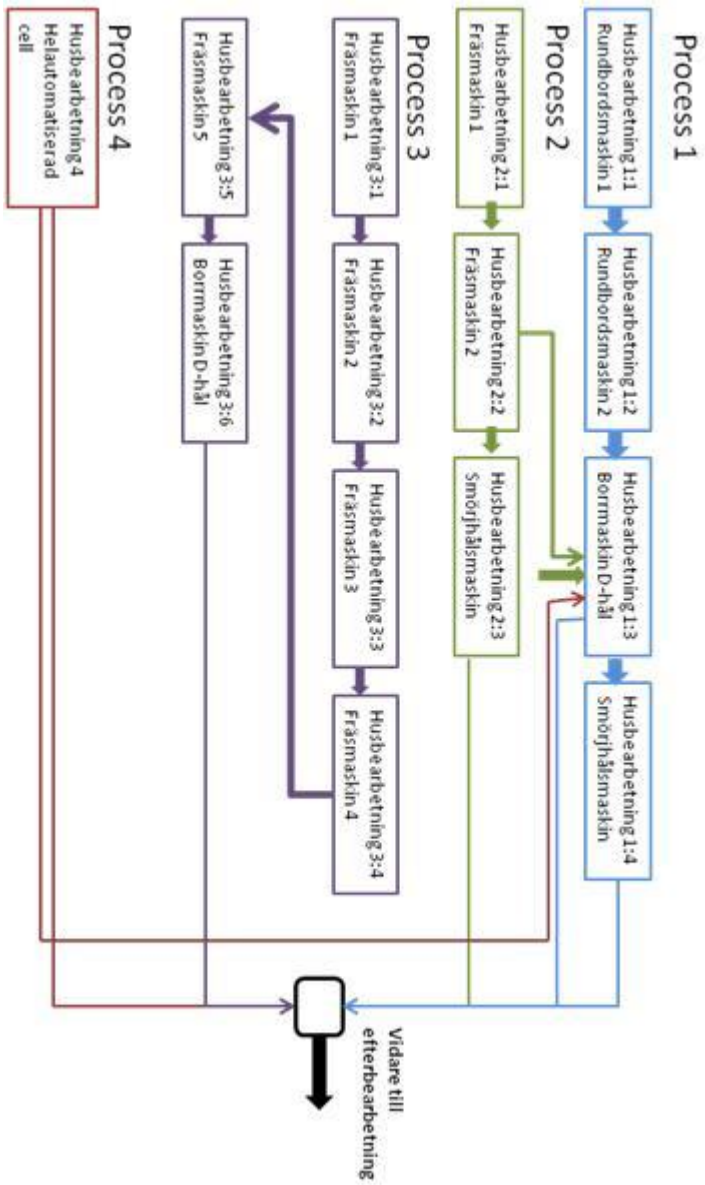 Process 1
Husbearbetning 1:1
Rundbordsmaskin 1
Husbearbetning 1:2
Rundbordsmaskin 2
Husbearbetning 1:3
Borrmaskin D-hål
Husbearbetning 1:4
Smörjhålsmaskin
Process 2
Husbearbetning 2:1
Fräsmaskin 1
Husbearbetning 2:2
Fräsmaskin 2
Husbearbetning 2:3
Smörjhålsmaskin
Process 3
Husbearbetning 3:1
Fräsmaskin 1
Husbearbetning 3:2
Fräsmaskin 2
Husbearbetning 3:3
Fräsmaskin 3
Husbearbetning 3:4
Fräsmaskin 4
Husbearbetning 3:5
Fräsmaskin 5
Husbearbetning 3:6
Borrmaskin D-hål
Process 4
Husbearbetning 4
Helautomatiserad
cell
Vidare till
efterbearbetning